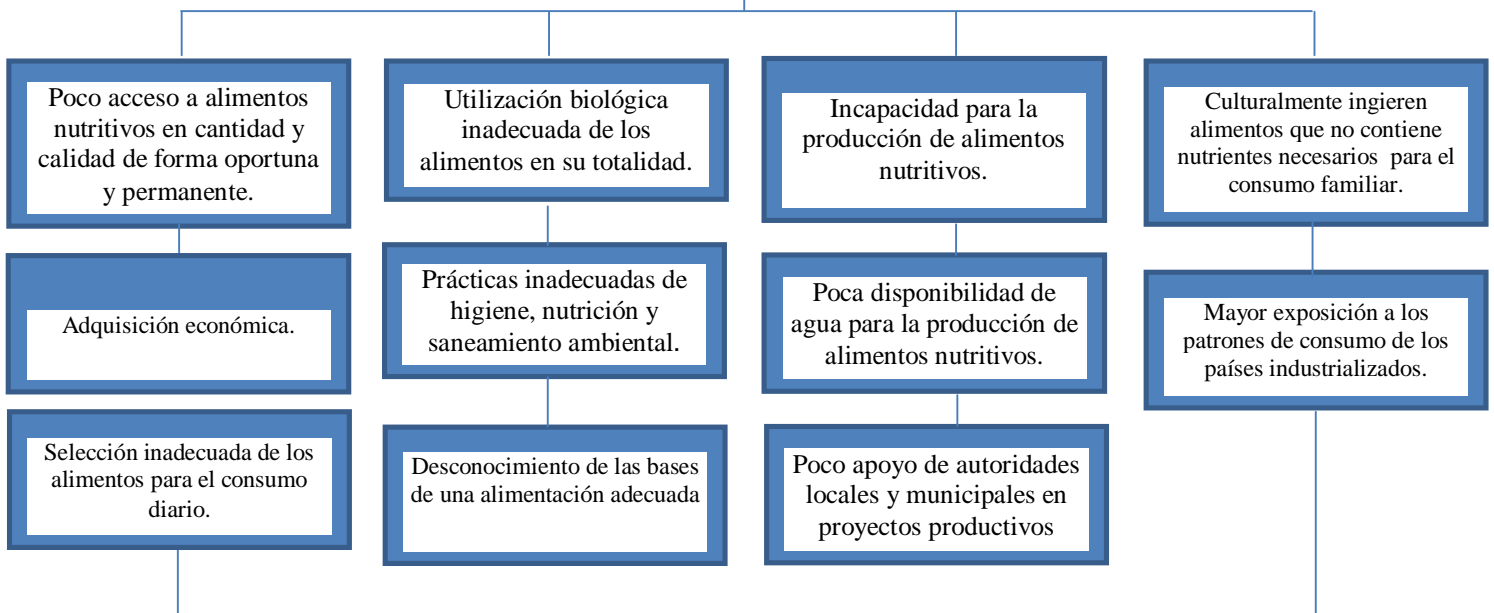 Poco acceso a alimentos
nutritivos en cantidad y
calidad de forma oportuna
y permanente.
Adquisición económica.
Selección inadecuada de los
alimentos para el consumo
diario.
Utilización biológica
inadecuada de los
alimentos en su totalidad.
Prácticas inadecuadas de
higiene, nutrición y
saneamiento ambiental.
Desconocimiento de las bases
de una alimentación adecuada
Incapacidad para la
producción de alimentos
nutritivos.
Poca disponibilidad de
agua para la producción de
alimentos nutritivos.
Poco apoyo de autoridades
locales y municipales en
proyectos productivos
Culturalmente ingieren
alimentos que no contiene
nutrientes necesarios para el
consumo familiar.
Mayor exposición a los
patrones de consumo de los
países industrializados.